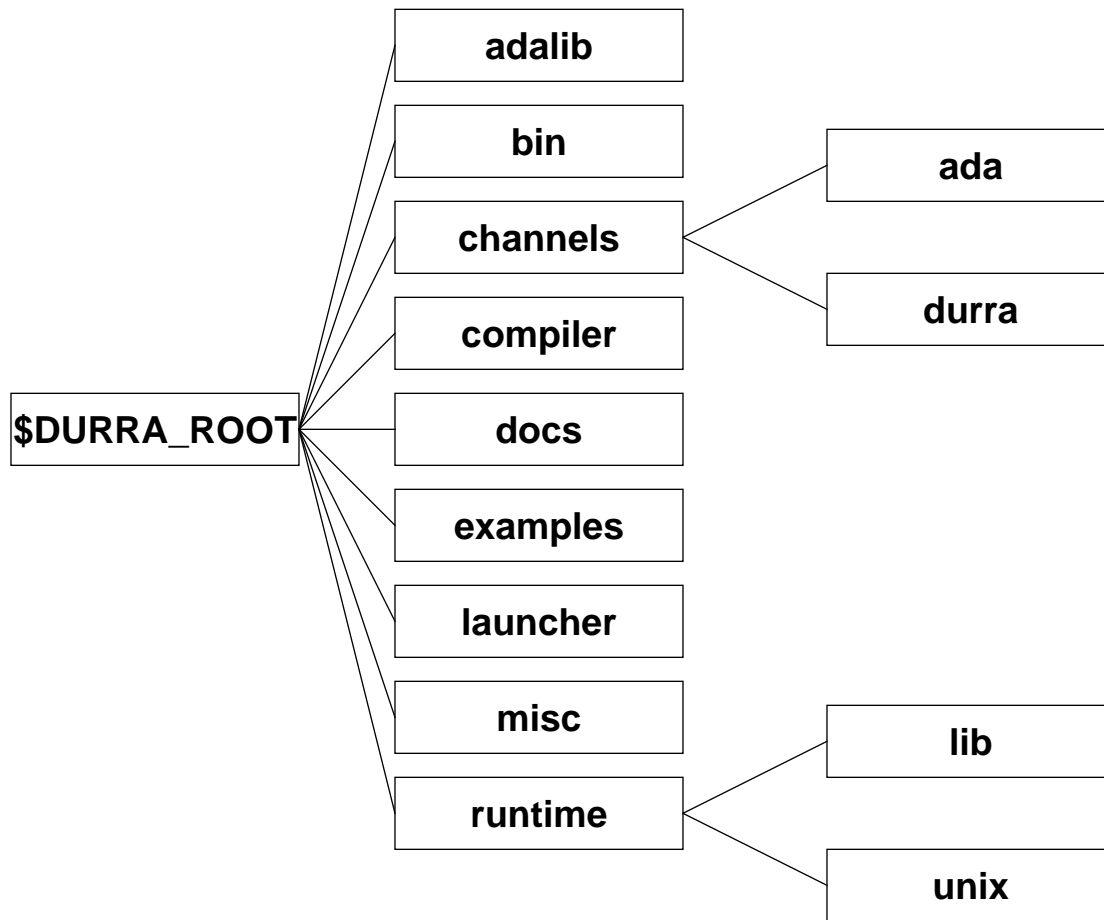 $DURRA_ROOT
adalib
bin
channels
compiler
docs
examples
launcher
misc
runtime
ada
durra
lib
unix